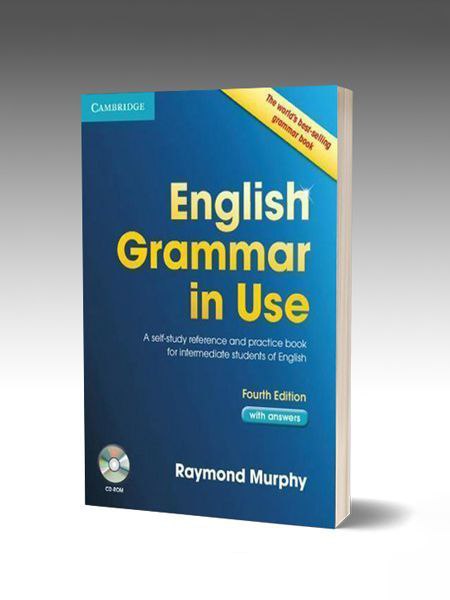 CAMBRIDGE
The world's best-selling
grammar book
English
Grammar
in Use
A self-study reference and practice book
for intermediate students of English
Fourth Edition
with answers
CD-ROM
Raymond Murphy